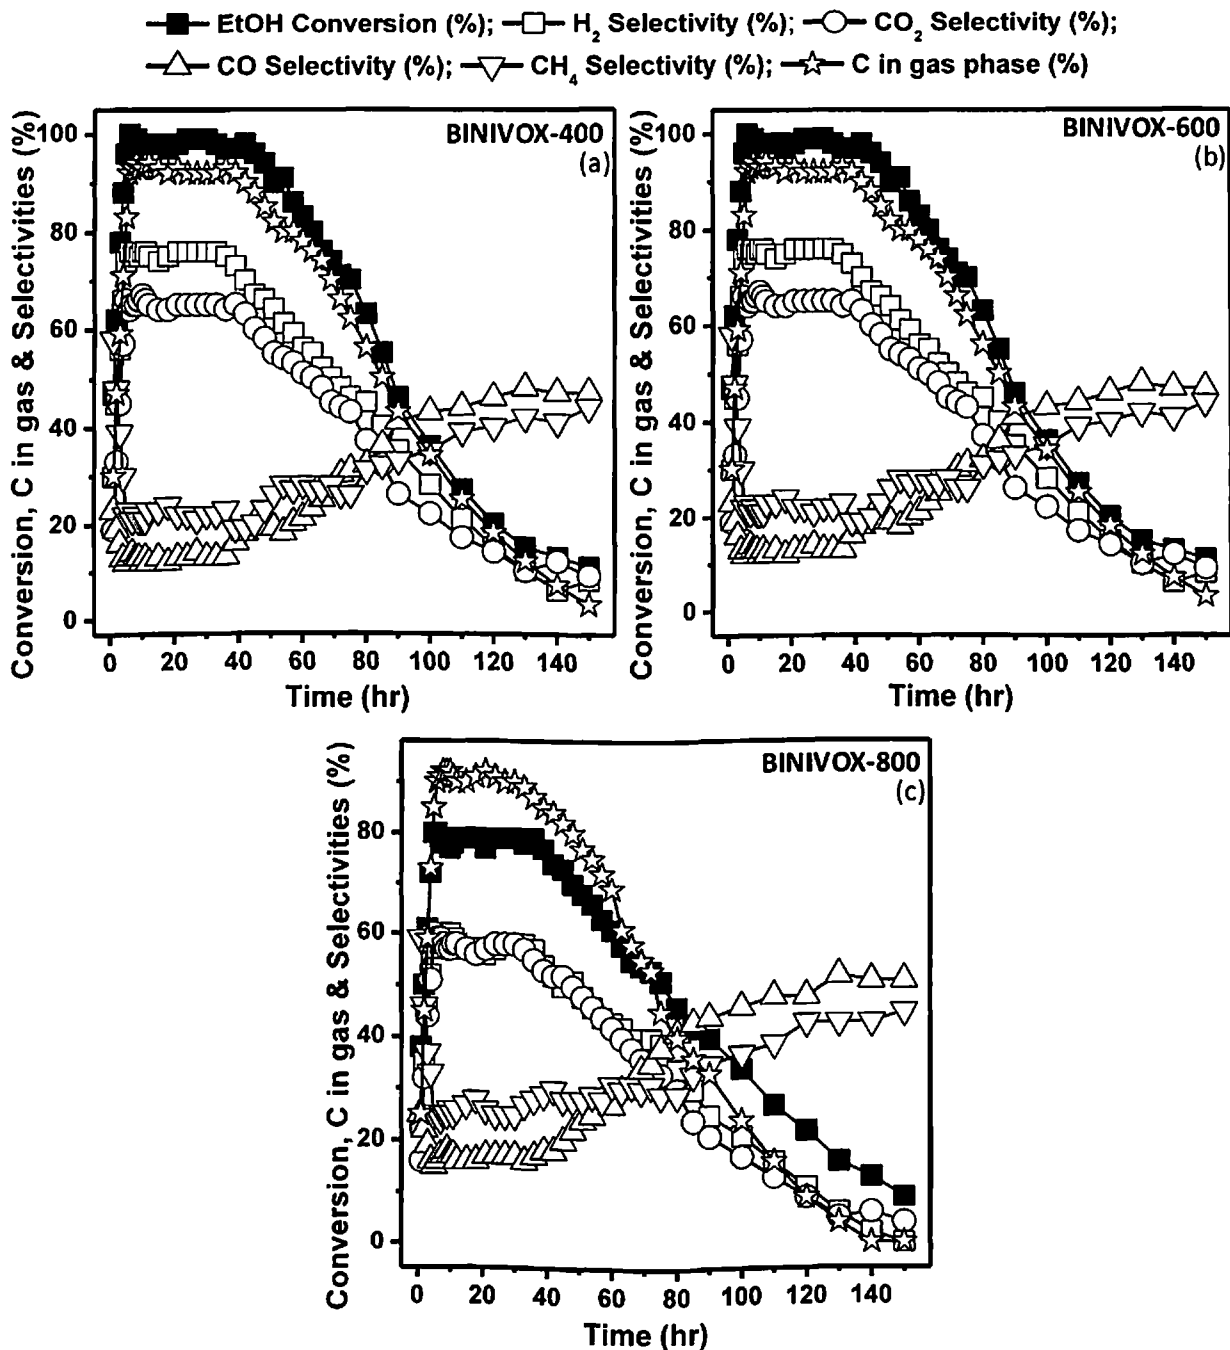 EtOH Conversion (%); H₂ Selectivity (%); CO₂ Selectivity (%);
CO Selectivity (%); CH₄ Selectivity (%); C in gas phase (%)
BINIVOX-400
(a)
Conversion, C in gas & Selectivities (%)
100
80
60
40
20
0
0 20 40 60 80 100 120 140
Time (hr)
BINIVOX-600
(b)
Conversion, C in gas & Selectivities (%)
100
80
60
40
20
0
0 20 40 60 80 100 120 140
Time (hr)
BINIVOX-800
(c)
Conversion, C in gas & Selectivities (%)
80
60
40
20
0
0 20 40 60 80 100 120 140
Time (hr)